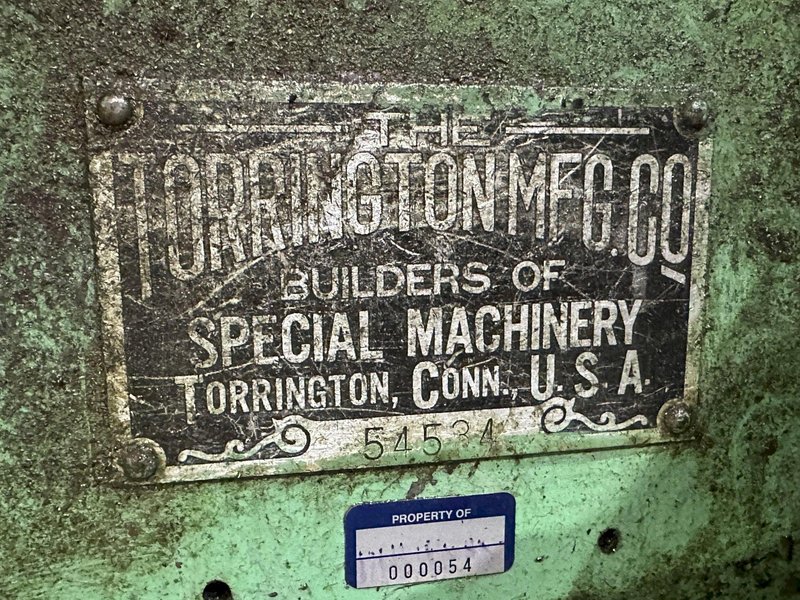 THE
TORRINGTON MFG. CO.
BUILDERS OF
SPECIAL MACHINERY
TORRINGTON, CONN., U.S.A.
54534
PROPERTY OF
000054